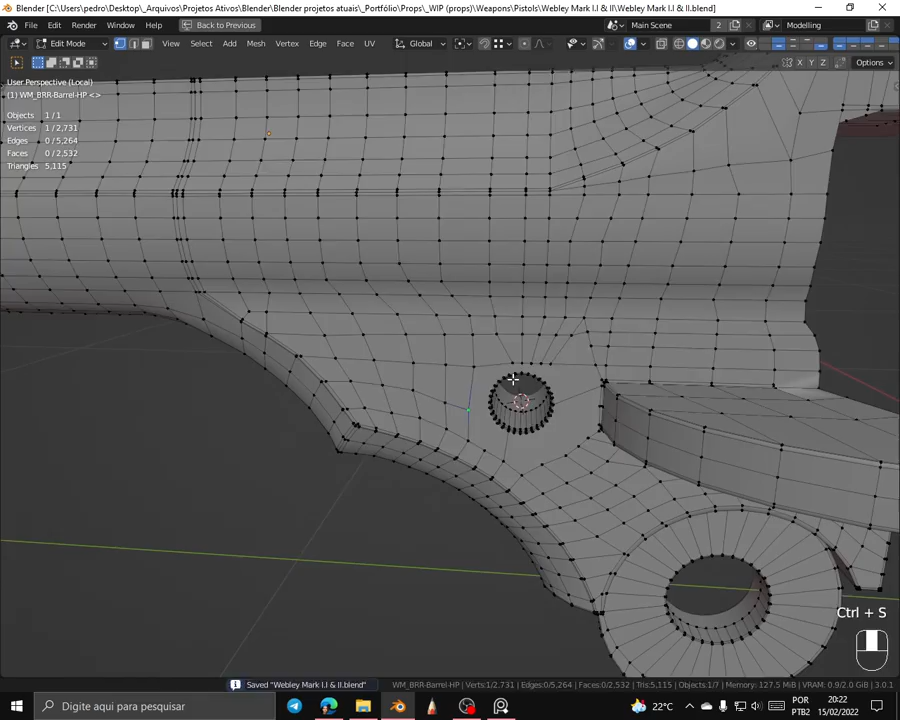 Blender [C:\Users\pedro\Desktop\_Arquivos\Projetos Ativos\Blender\Blender projetos atuais\_Portfólio\Props\_WIP (props)\Weapons\Pistols\Webley Mark I.I & II\Webley Mark I.I & II.blend]
File Edit Render Window Help Back to Previous Main Scene 2 Modelling
Edit Mode View Select Add Mesh Vertex Edge Face UV Global
X Y Z Options
User Perspective (Local)
(1) WM_BRR-Barrel-HP <>
Objects 1 / 1
Vertices 1 / 2,731
Edges 0 / 5,264
Faces 0 / 2,532
Triangles 5,115
Ctrl + S
Saved "Webley Mark I.I & II.blend"
WM_BRR-Barrel-HP | Verts:1/2,731 | Edges:0/5,264 | Faces:0/2,532 | Tris:5,115 | Objects:1/7 | Memory: 127.5 MiB | VRAM: 0.9/2.0 GiB | 3.0.1
Digite aqui para pesquisar
22°C
POR
PTB2
20:22
15/02/2022